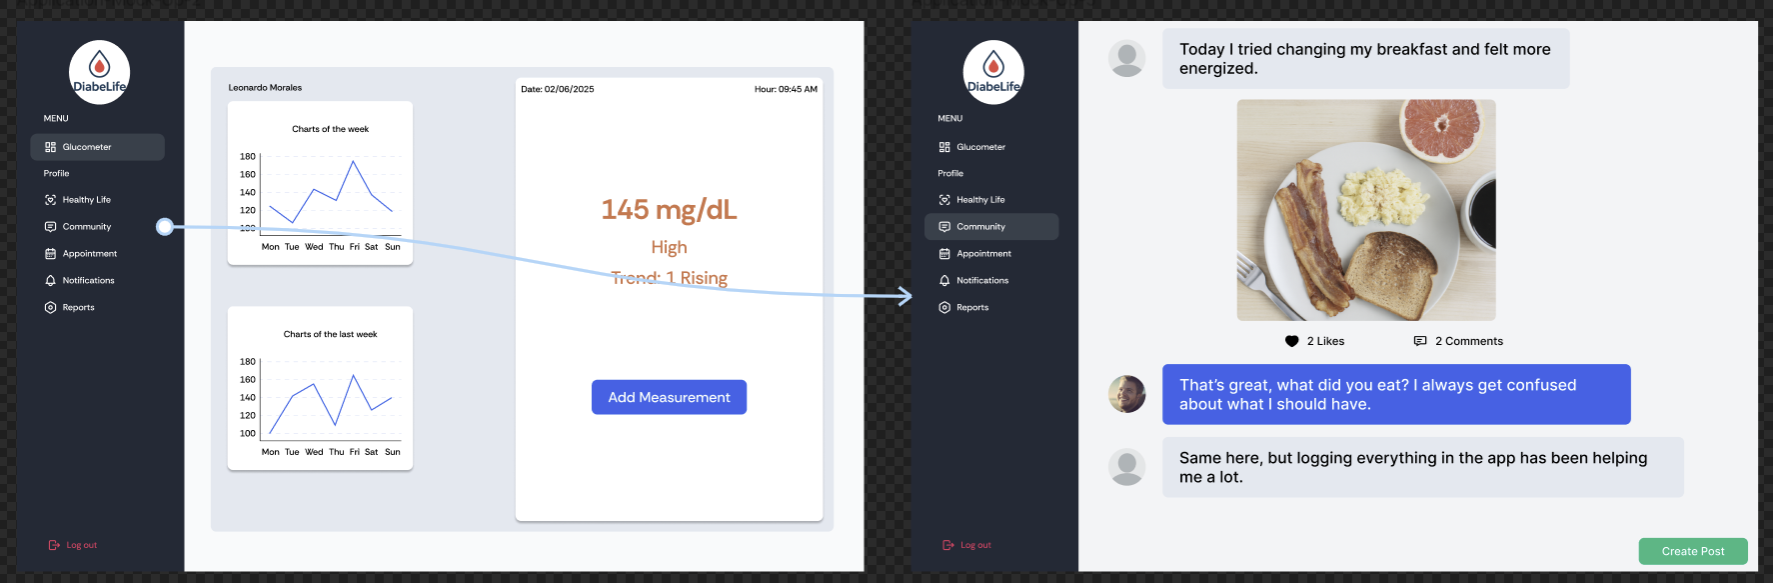 DiabeLife
MENU
Glucometer
Profile
Healthy Life
Community
Appointment
Notifications
Reports
Log out
Leonardo Morales
Charts of the week
180
160
140
120
100
Mon Tue Wed Thu Fri Sat Sun
Charts of the last week
180
160
140
120
100
Mon Tue Wed Thu Fri Sat Sun
Date: 02/06/2025
Hour: 09:45 AM
145 mg/dL
High
Trend: 1 Rising
Add Measurement
DiabeLife
MENU
Glucometer
Profile
Healthy Life
Community
Appointment
Notifications
Reports
Log out
Today I tried changing my breakfast and felt more
energized.
2 Likes
2 Comments
That's great, what did you eat? I always get confused
about what I should have.
Same here, but logging everything in the app has been helping
me a lot.
Create Post